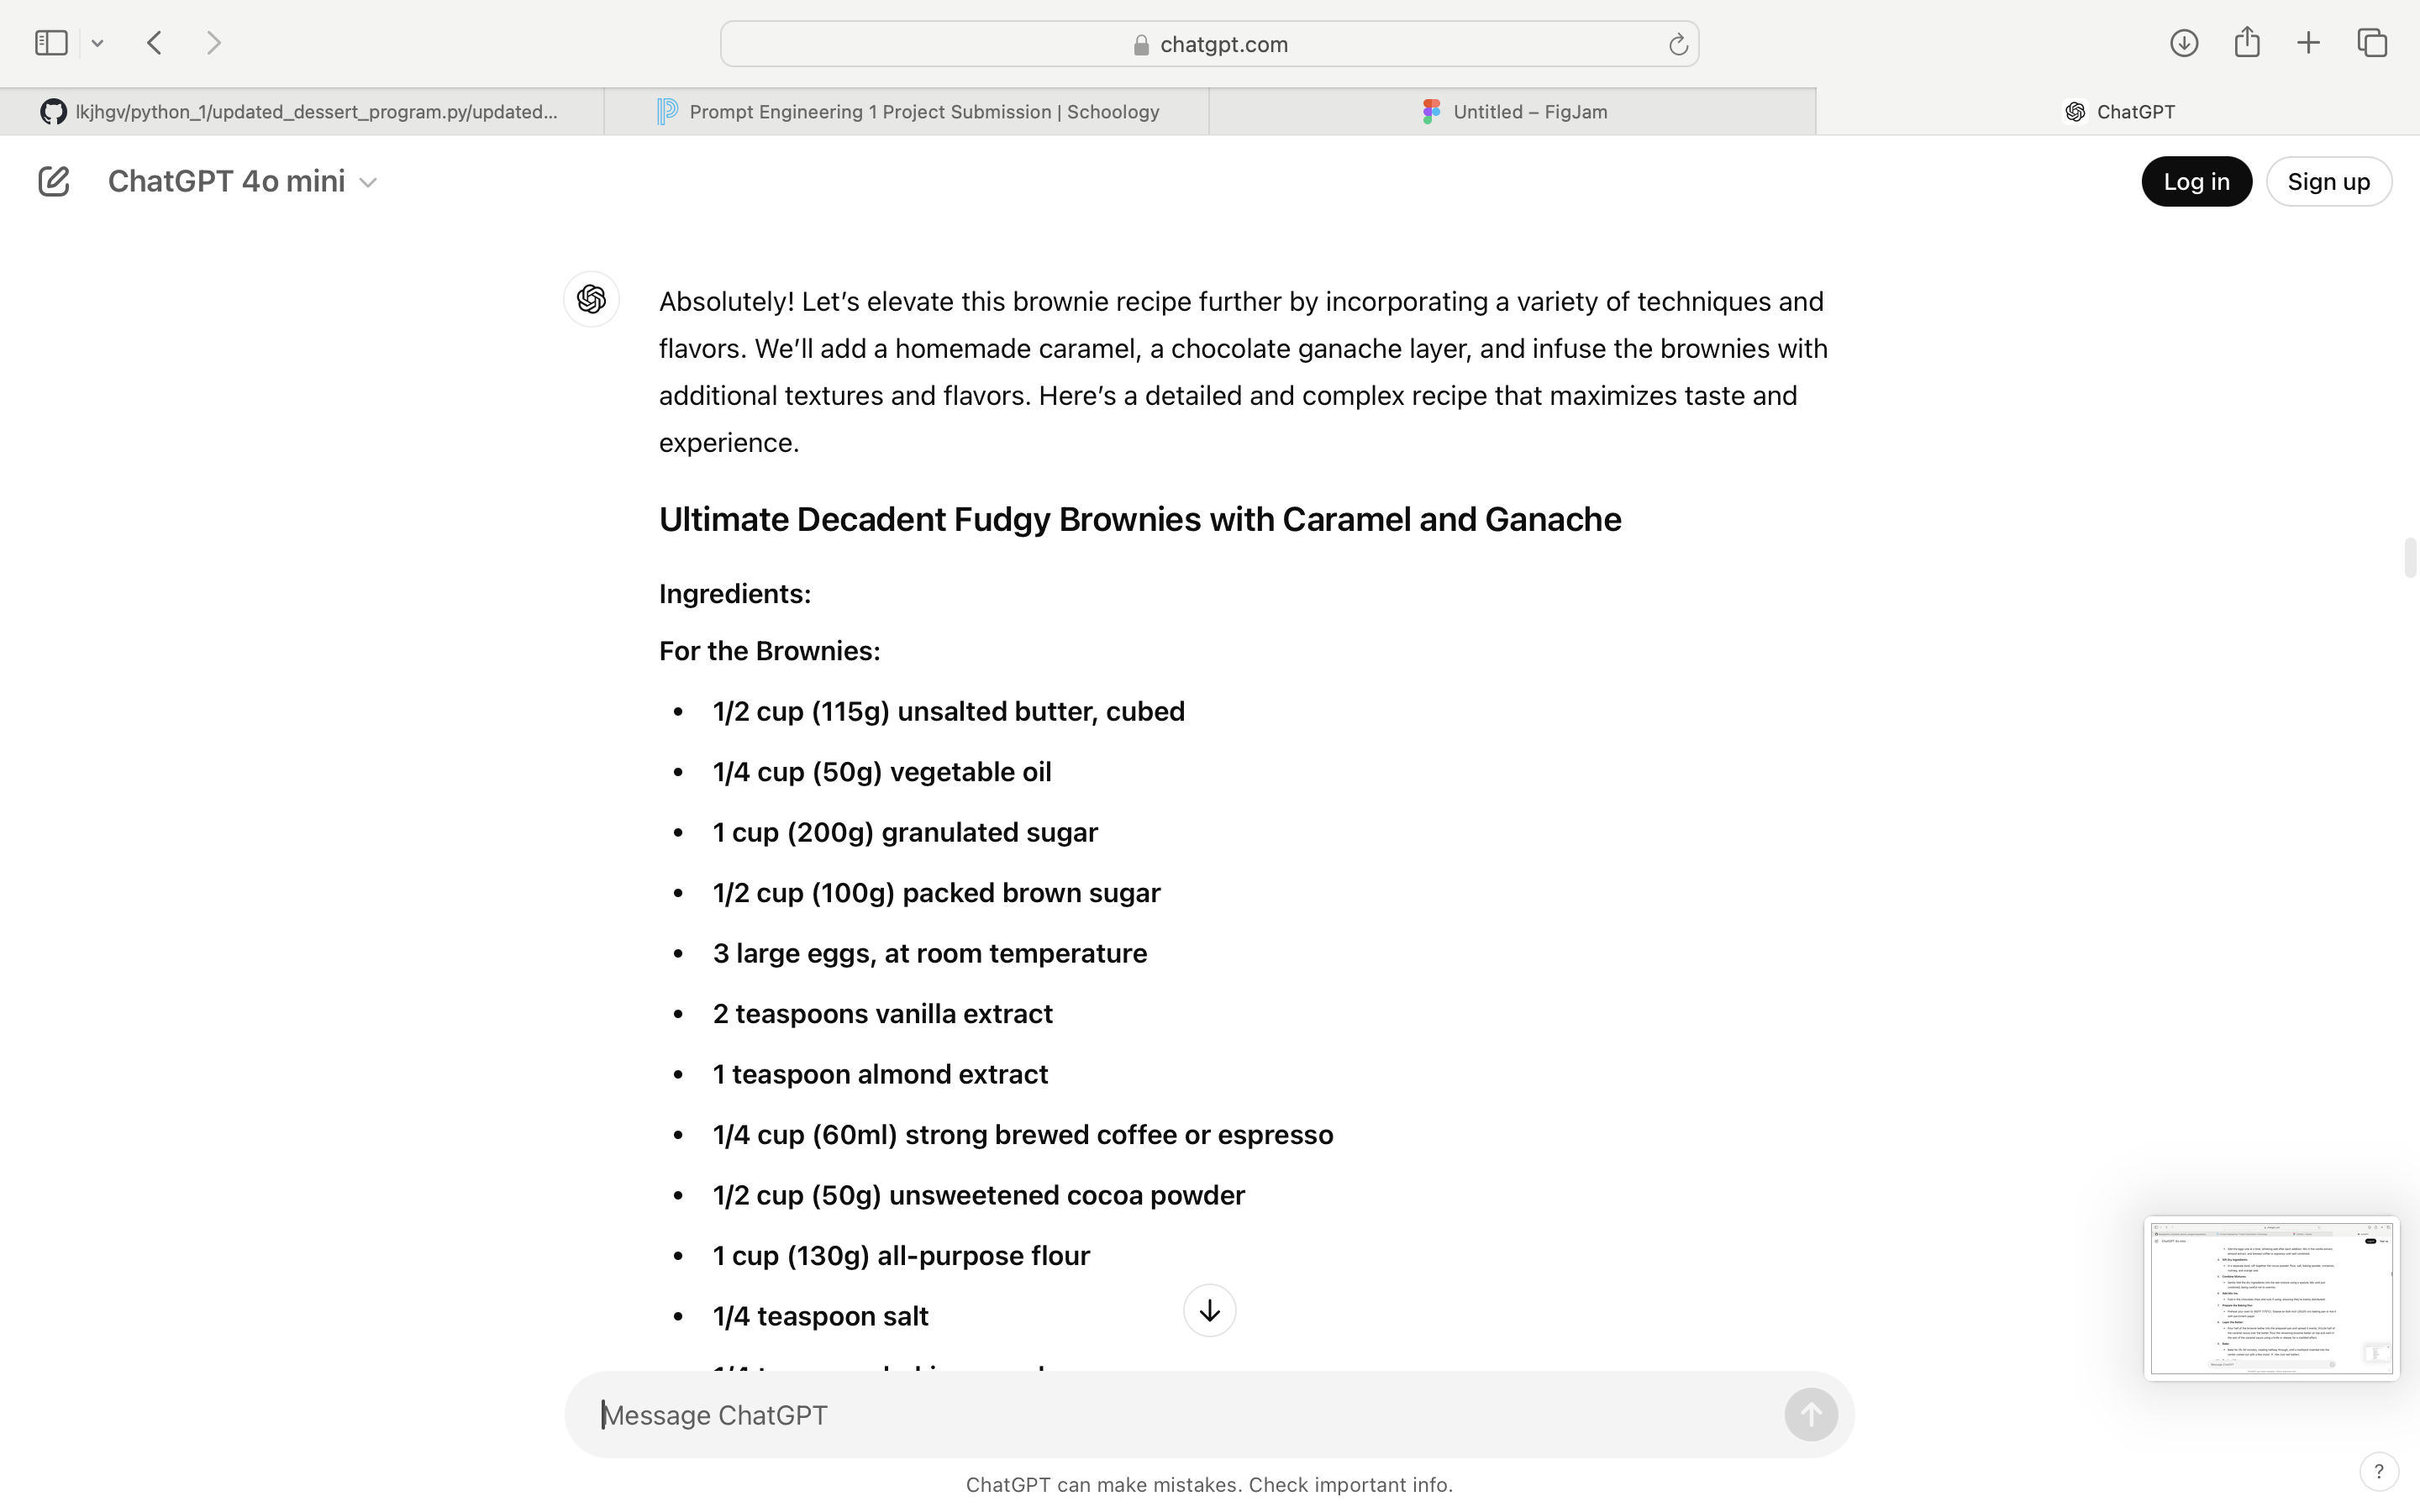 chatgpt.com
lkjhgv/python_1/updated_dessert_program.py/updated...
Prompt Engineering 1 Project Submission | Schoology
Untitled – FigJam
ChatGPT
ChatGPT 4o mini
Log in
Sign up
Absolutely! Let’s elevate this brownie recipe further by incorporating a variety of techniques and
flavors. We’ll add a homemade caramel, a chocolate ganache layer, and infuse the brownies with
additional textures and flavors. Here’s a detailed and complex recipe that maximizes taste and
experience.
Ultimate Decadent Fudgy Brownies with Caramel and Ganache
Ingredients:
For the Brownies:
• 1/2 cup (115g) unsalted butter, cubed
• 1/4 cup (50g) vegetable oil
• 1 cup (200g) granulated sugar
• 1/2 cup (100g) packed brown sugar
• 3 large eggs, at room temperature
• 2 teaspoons vanilla extract
• 1 teaspoon almond extract
• 1/4 cup (60ml) strong brewed coffee or espresso
• 1/2 cup (50g) unsweetened cocoa powder
• 1 cup (130g) all-purpose flour
• 1/4 teaspoon salt
Message ChatGPT
ChatGPT can make mistakes. Check important info.
?